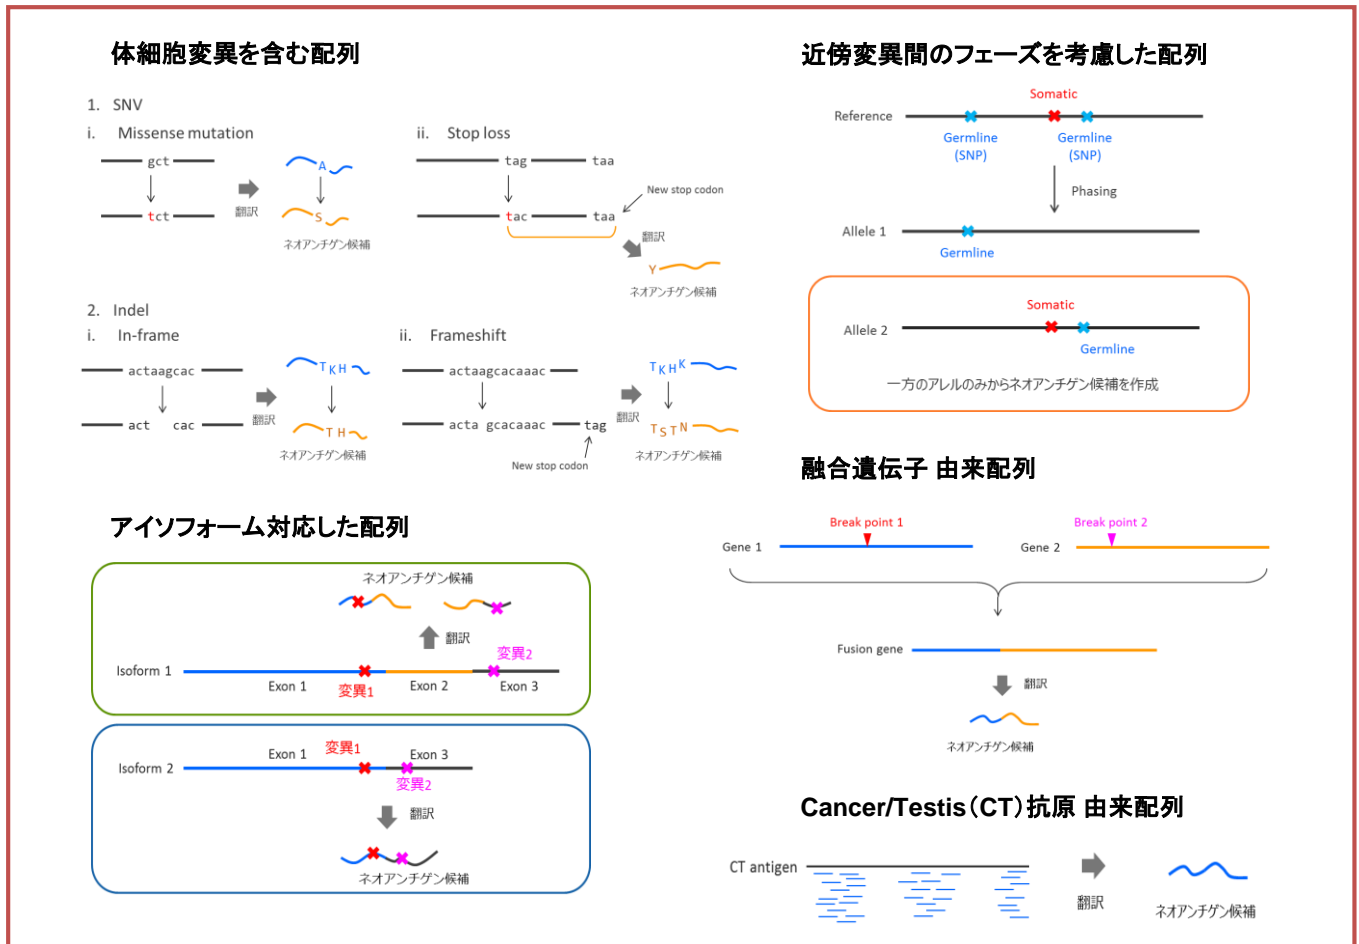 体細胞変異を含む配列
1. SNV
i. Missense mutation
gct
tct
翻訳
A
S
ネオアンチゲン候補
ii. Stop loss
tag taa
New stop codon
tac taa
翻訳
Y
ネオアンチゲン候補
2. Indel
i. In-frame
actaagcac
act cac
翻訳
TKH
TH
ネオアンチゲン候補
ii. Frameshift
actaagcacaaac
acta gcacaaac tag
New stop codon
翻訳
TKHK
TSTN
ネオアンチゲン候補
アイソフォーム対応した配列
ネオアンチゲン候補
翻訳
変異2
Isoform 1
Exon 1 変異1 Exon 2 Exon 3
Exon 1 変異1 Exon 3
Isoform 2
変異2
翻訳
ネオアンチゲン候補
近傍変異間のフェーズを考慮した配列
Somatic
Reference
Germline Germline
(SNP) (SNP)
Phasing
Allele 1
Germline
Somatic
Allele 2
Germline
一方のアレルのみからネオアンチゲン候補を作成
融合遺伝子 由来配列
Break point 1 Break point 2
Gene 1 Gene 2
Fusion gene
翻訳
ネオアンチゲン候補
Cancer/Testis(CT)抗原 由来配列
CT antigen
翻訳
ネオアンチゲン候補